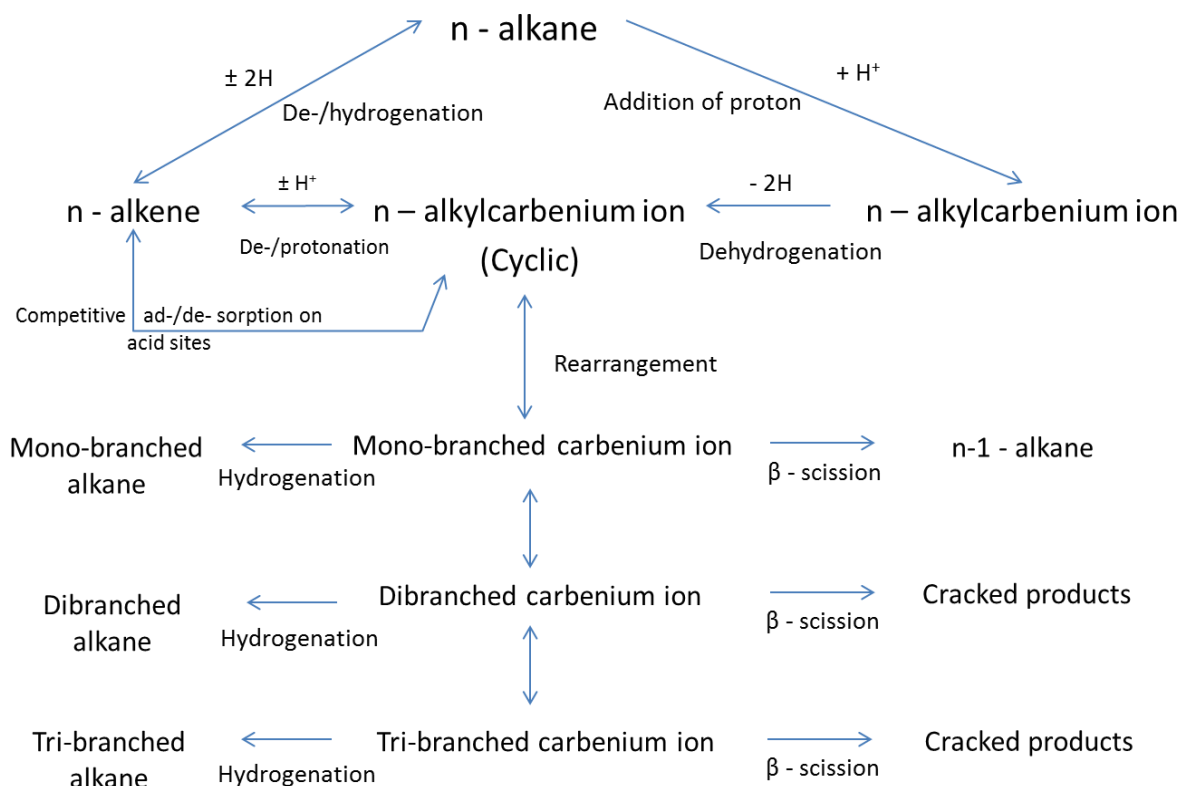 n - alkane
± 2H
+ H⁺
De-/hydrogenation
Addition of proton
n - alkene
± H⁺
n – alkylcarbenium ion
- 2H
n – alkylcarbenium ion
De-/protonation
(Cyclic)
Dehydrogenation
Competitive ad-/de- sorption on
acid sites
Rearrangement
Mono-branched
alkane
Hydrogenation
Mono-branched carbenium ion
β - scission
n-1 - alkane
Dibranched
alkane
Hydrogenation
Dibranched carbenium ion
β - scission
Cracked products
Tri-branched
alkane
Hydrogenation
Tri-branched carbenium ion
β - scission
Cracked products